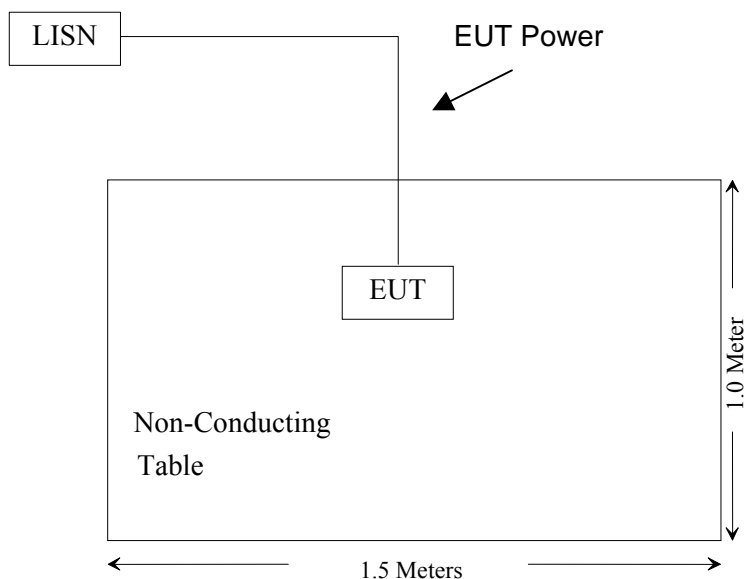 LISN
EUT Power
EUT
1.0 Meter
Non-Conducting
Table
1.5 Meters